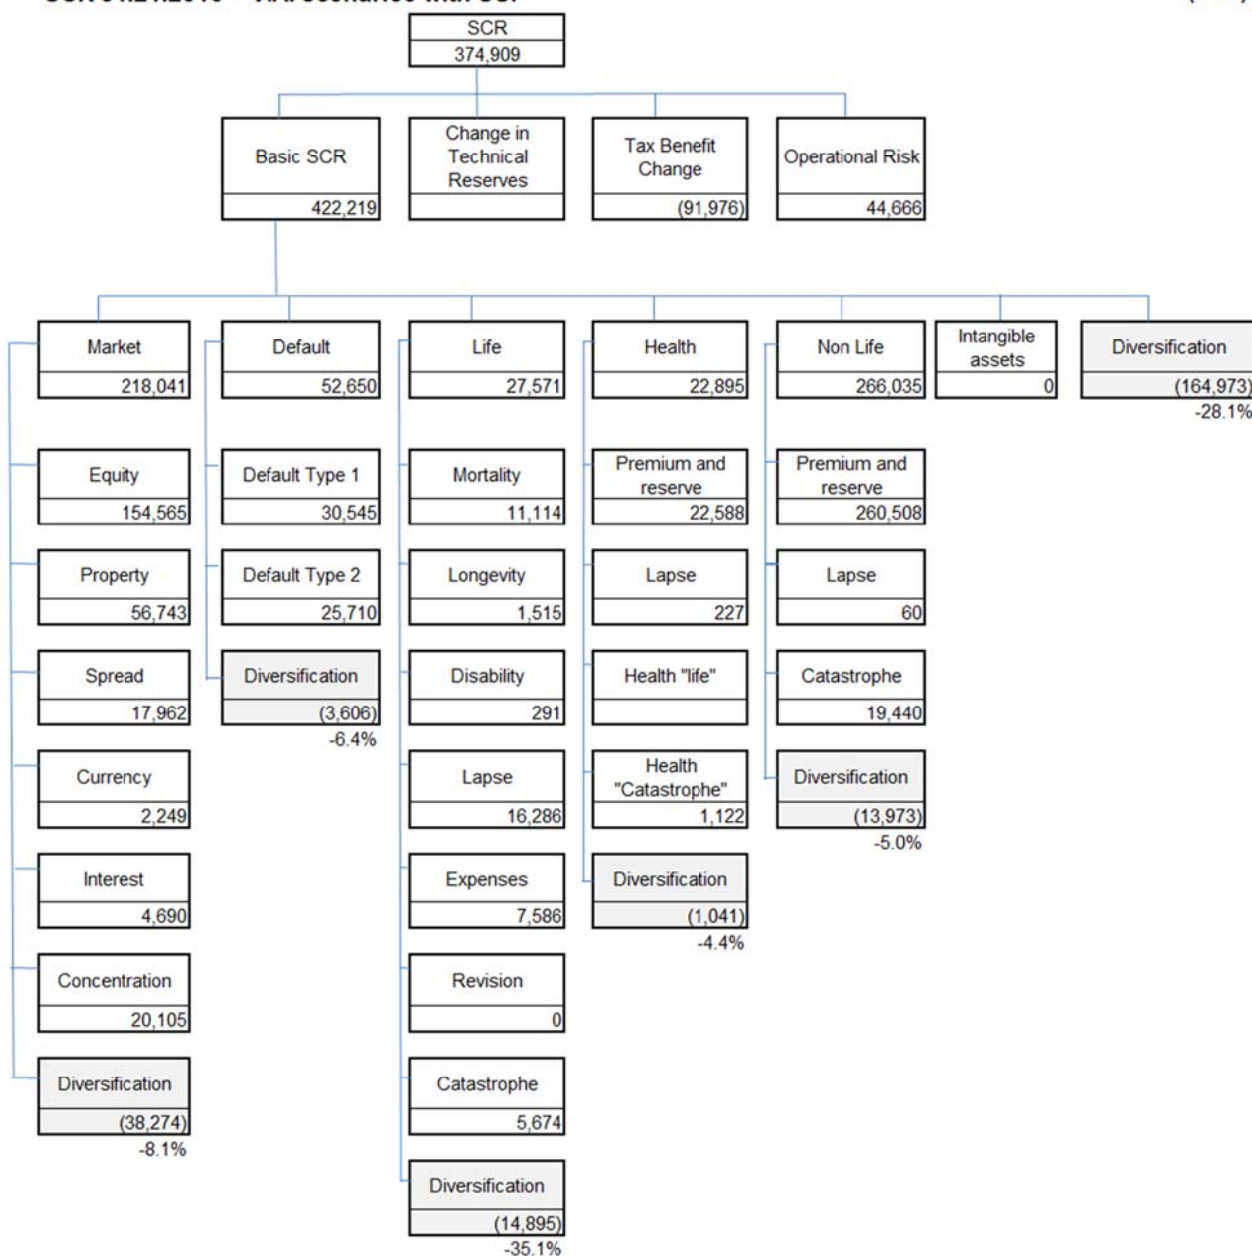 SCR
374,909
Basic SCR
422,219
Change in
Technical
Reserves
Tax Benefit
Change
(91,976)
Operational Risk
44,666
Market
218,041
Default
52,650
Life
27,571
Health
22,895
Non Life
266,035
Intangible
assets
0
Diversification
(164,973)
-28.1%
Equity
154,565
Default Type 1
30,545
Mortality
11,114
Premium and
reserve
22,588
Premium and
reserve
260,508
Property
56,743
Default Type 2
25,710
Longevity
1,515
Lapse
227
Lapse
60
Spread
17,962
Diversification
(3,606)
-6.4%
Disability
291
Health "life"
Catastrophe
19,440
Currency
2,249
Lapse
16,286
Health
"Catastrophe"
1,122
Diversification
(13,973)
-5.0%
Interest
4,690
Expenses
7,586
Diversification
(1,041)
-4.4%
Concentration
20,105
Revision
0
Diversification
(38,274)
-8.1%
Catastrophe
5,674
Diversification
(14,895)
-35.1%